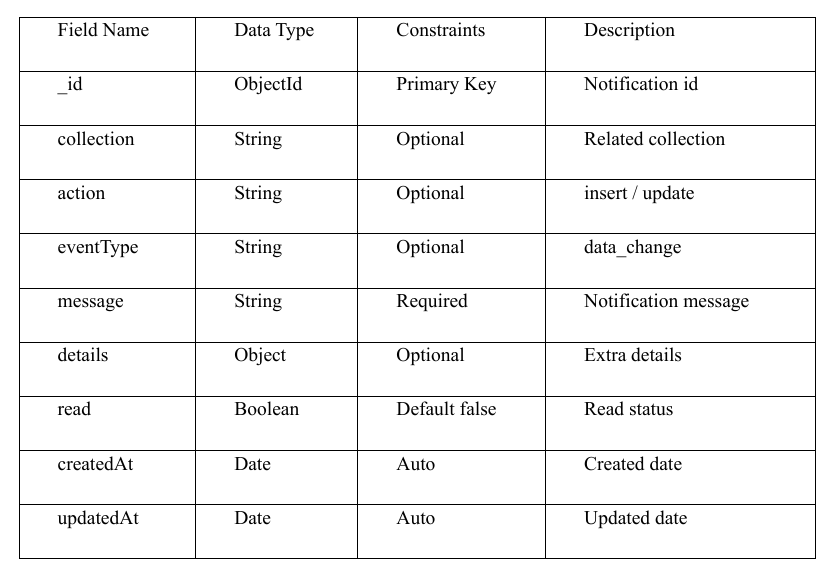 Field Name Data Type Constraints Description
_id ObjectId Primary Key Notification id
collection String Optional Related collection
action String Optional insert / update
eventType String Optional data_change
message String Required Notification message
details Object Optional Extra details
read Boolean Default false Read status
createdAt Date Auto Created date
updatedAt Date Auto Updated date